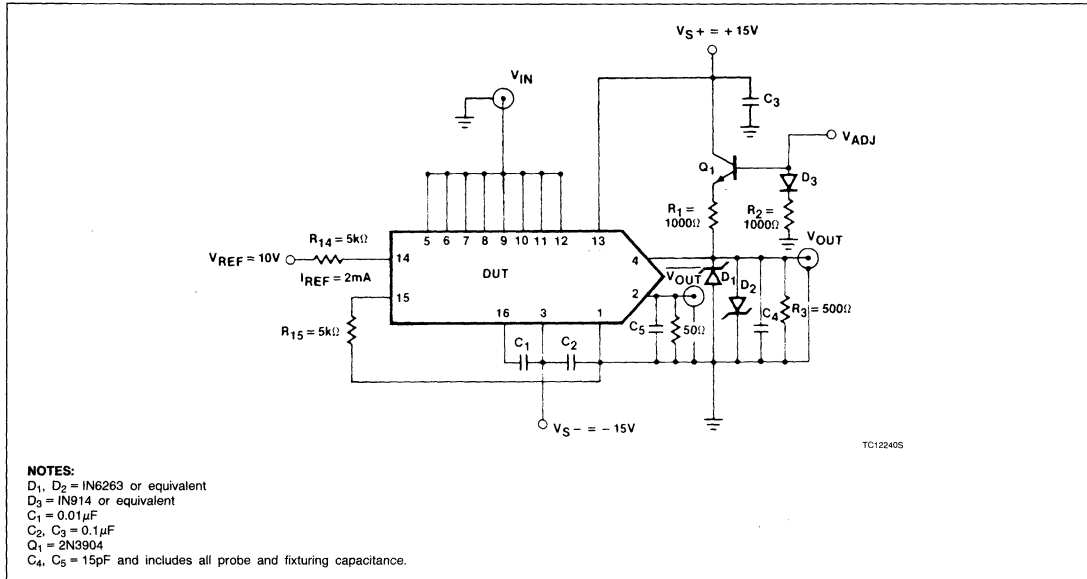 VS+ = +15V
VIN
C3
VADJ
Q1
D3
R1 =
1000Ω
R2 =
1000Ω
VOUT
5 6 7 8 9 10 11 12 13
R14 = 5kΩ
VREF = 10V
14
4
IREF = 2mA
DUT
VOUT
D1
D2
15
2
R3 = 500Ω
C4
R15 = 5kΩ
16 3 1
C5
50Ω
C1
C2
VS- = -15V
TC12240S
NOTES:
D1, D2 = IN6263 or equivalent
D3 = IN914 or equivalent
C1 = 0.01µF
C2, C3 = 0.1µF
Q1 = 2N3904
C4, C5 = 15pF and includes all probe and fixturing capacitance.